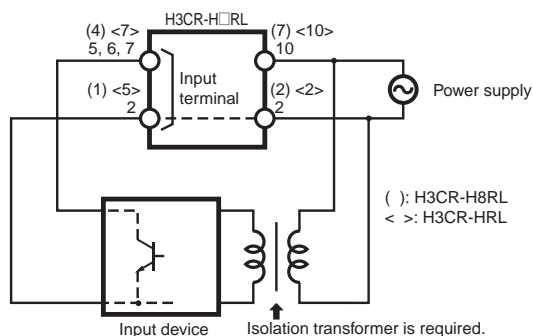 H3CR-H□RL
(4) <7>
5, 6, 7
(7) <10>
10
Input
terminal
(1) <5>
2
(2) <2>
2
Power supply
( ): H3CR-H8RL
< >: H3CR-HRL
Input device
Isolation transformer is required.